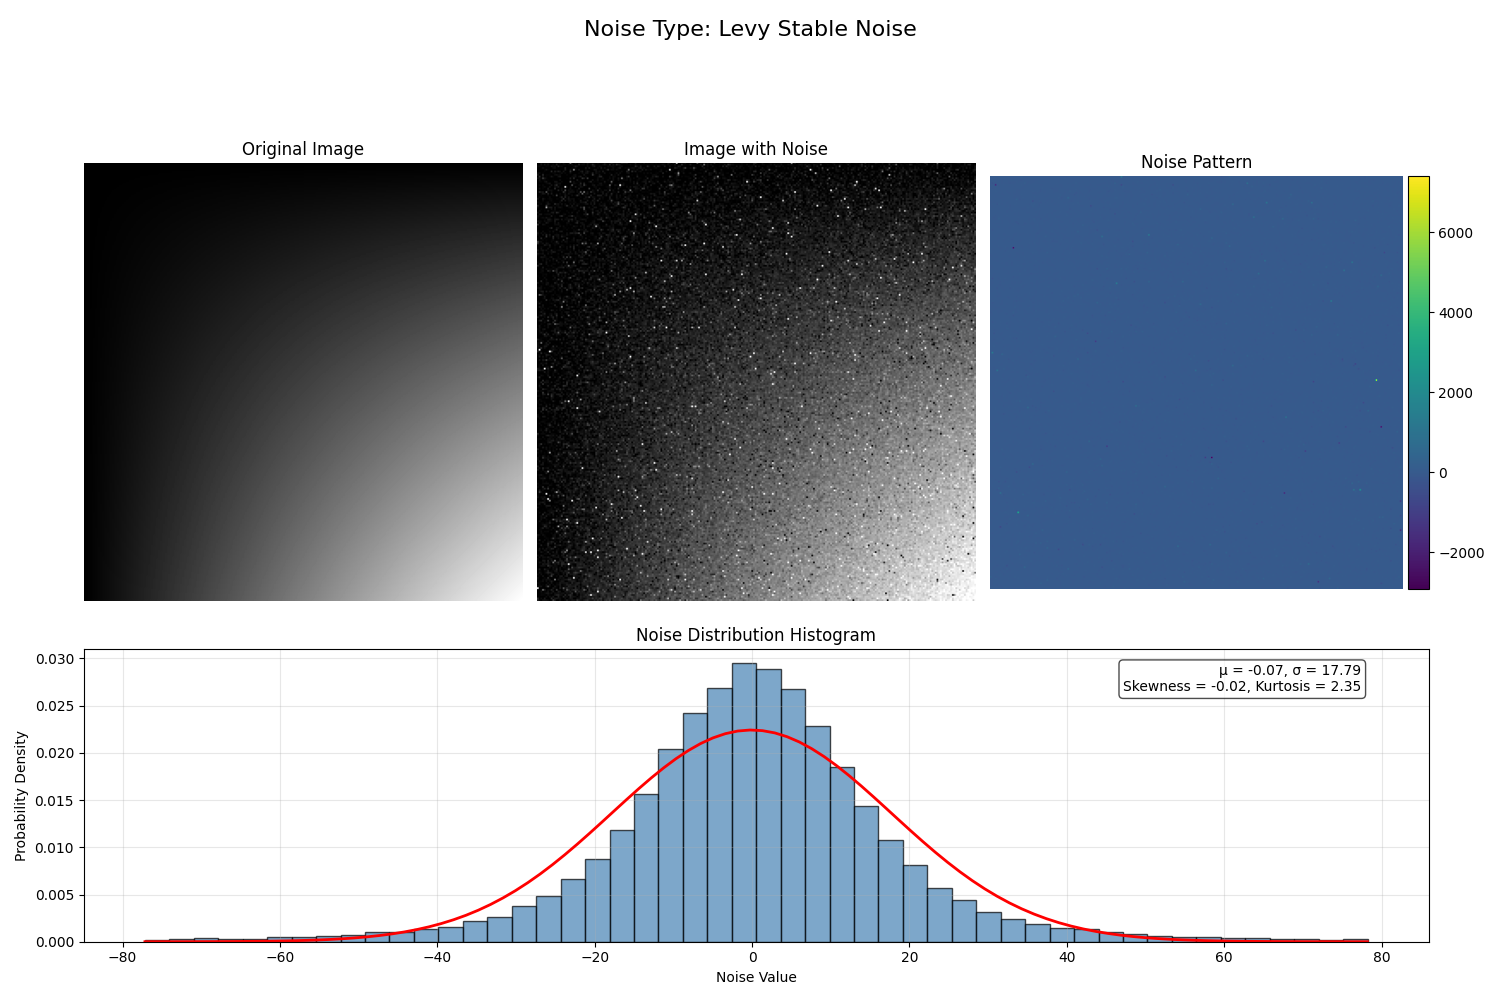 Noise Type: Levy Stable Noise
Original Image
Image with Noise
Noise Pattern
6000
4000
2000
0
−2000
Noise Distribution Histogram
μ = -0.07, σ = 17.79
Skewness = -0.02, Kurtosis = 2.35
Probability Density
0.030
0.025
0.020
0.015
0.010
0.005
0.000
−80 −60 −40 −20 0 20 40 60 80
Noise Value